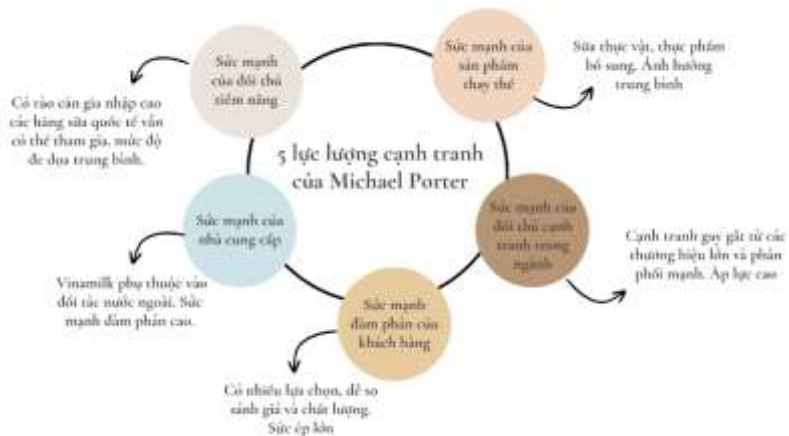 5 lực lượng cạnh tranh
của Michael Porter
Sức mạnh
của đối thủ
tiềm năng
Có rào cản gia nhập cao
các hãng sữa quốc tế vẫn
có thể tham gia, mức độ
đe dọa trung bình.
Sức mạnh của
sản phẩm
thay thế
Sữa thực vật, thực phẩm
bổ sung. Ảnh hưởng
trung bình
Sức mạnh của
nhà cung cấp
Vinamilk phụ thuộc vào
đối tác nước ngoài. Sức
mạnh đàm phán cao.
Sức mạnh của
đối thủ cạnh
tranh trong
ngành
Cạnh tranh gay gắt từ các
thương hiệu lớn và phân
phối mạnh. Áp lực cao
Sức mạnh
đàm phán của
khách hàng
Có nhiều lựa chọn, dễ so
sánh giá và chất lượng.
Sức ép lớn